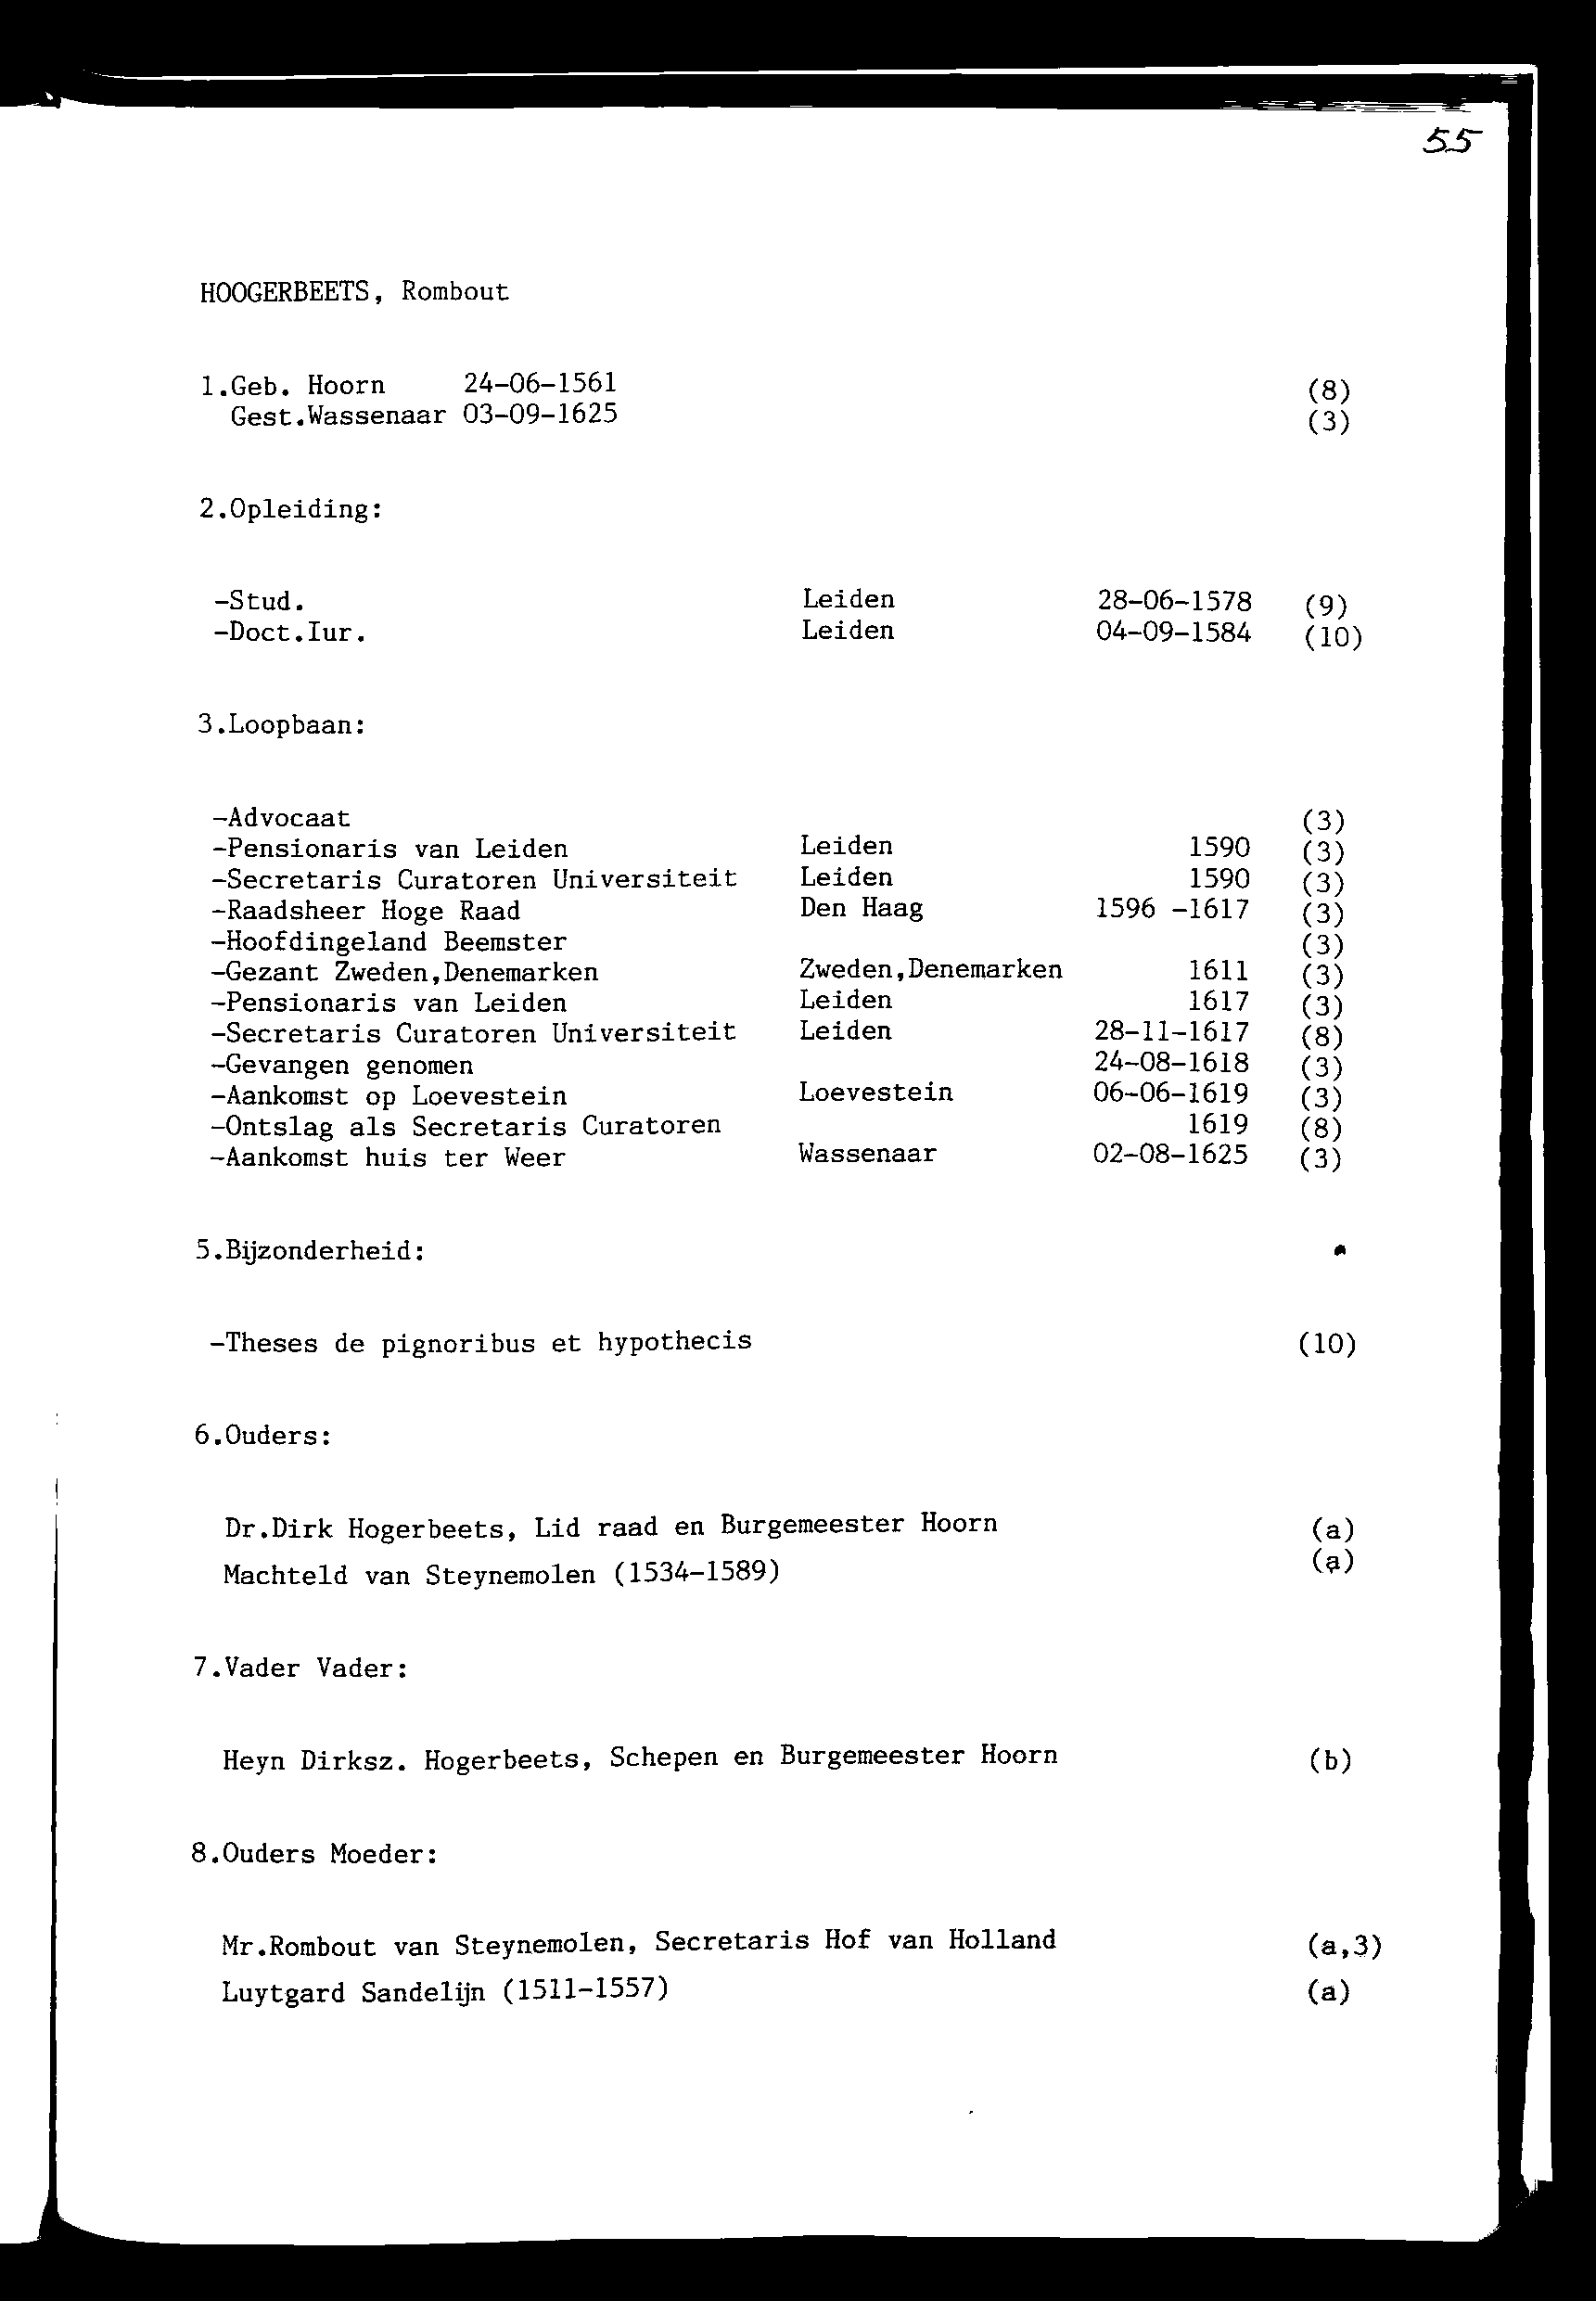 55
HOOGERBEETS, Rombout
1.Geb. Hoorn 24-06-1561 (8)
Gest.Wassenaar 03-09-1625 (3)
2.Opleiding:
-Stud. Leiden 28-06-1578 (9)
-Doct.Iur. Leiden 04-09-1584 (10)
3.Loopbaan:
-Advocaat (3)
-Pensionaris van Leiden Leiden 1590 (3)
-Secretaris Curatoren Universiteit Leiden 1590 (3)
-Raadsheer Hoge Raad Den Haag 1596 -1617 (3)
-Hoofdingeland Beemster (3)
-Gezant Zweden,Denemarken Zweden,Denemarken 1611 (3)
-Pensionaris van Leiden Leiden 1617 (3)
-Secretaris Curatoren Universiteit Leiden 28-11-1617 (8)
-Gevangen genomen 24-08-1618 (3)
-Aankomst op Loevestein Loevestein 06-06-1619 (3)
-Ontslag als Secretaris Curatoren 1619 (8)
-Aankomst huis ter Weer Wassenaar 02-08-1625 (3)
5.Bijzonderheid:
-Theses de pignoribus et hypothecis (10)
6.Ouders:
Dr.Dirk Hogerbeets, Lid raad en Burgemeester Hoorn (a)
Machteld van Steynemolen (1534-1589) (a)
7.Vader Vader:
Heyn Dirksz. Hogerbeets, Schepen en Burgemeester Hoorn (b)
8.Ouders Moeder:
Mr.Rombout van Steynemolen, Secretaris Hof van Holland (a,3)
Luytgard Sandelijn (1511-1557) (a)